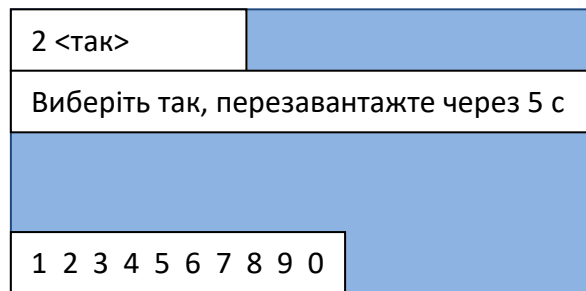 2 <так>
Виберіть так, перезавантажте через 5 с
1 2 3 4 5 6 7 8 9 0